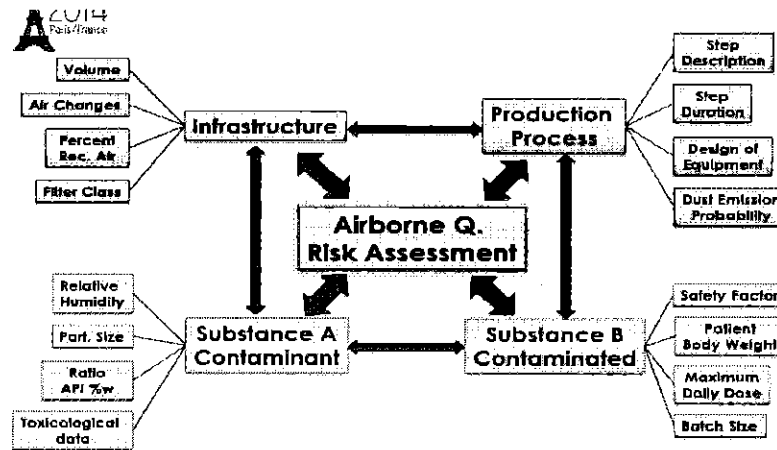 2014
Paris/France
Volume
Air Changes
Percent
Rec. Air
Filter Class
Infrastructure
Production
Process
Step
Description
Step
Duration
Design of
Equipment
Dust Emission
Probability
Airborne Q.
Risk Assessment
Relative
Humidity
Part. Size
Ratio
API %w
Toxicological
data
Substance A
Contaminant
Substance B
Contaminated
Safety Factor
Patient
Body Weight
Maximum
Daily Dose
Batch Size